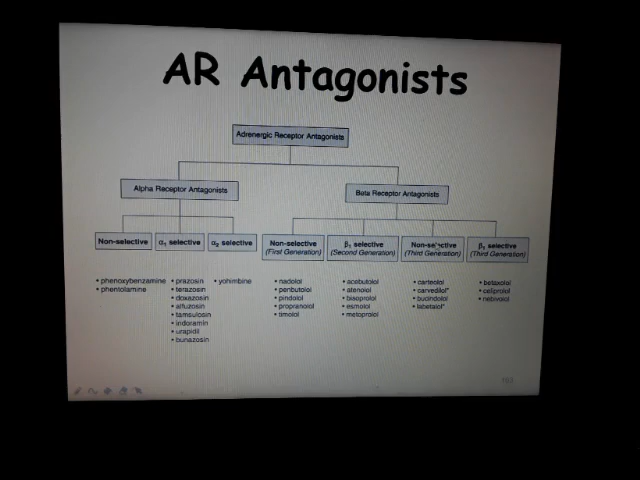 AR Antagonists
Adrenergic Receptor Antagonists
Alpha Receptor Antagonists
Beta Receptor Antagonists
Non-selective
α1 selective
α2 selective
Non-selective
(First Generation)
β1 selective
(Second Generation)
Non-selective
(Third Generation)
β1 selective
(Third Generation)
• phenoxybenzamine
• phentolamine
• prazosin
• terazosin
• doxazosin
• alfuzosin
• tamsulosin
• indoramin
• urapidil
• bunazosin
• yohimbine
• nadolol
• penbutolol
• pindolol
• propranolol
• timolol
• acebutolol
• atenolol
• bisoprolol
• esmolol
• metoprolol
• carteolol
• carvedilol*
• bucindolol
• labetalol*
• betaxolol
• celiprolol
• nebivolol